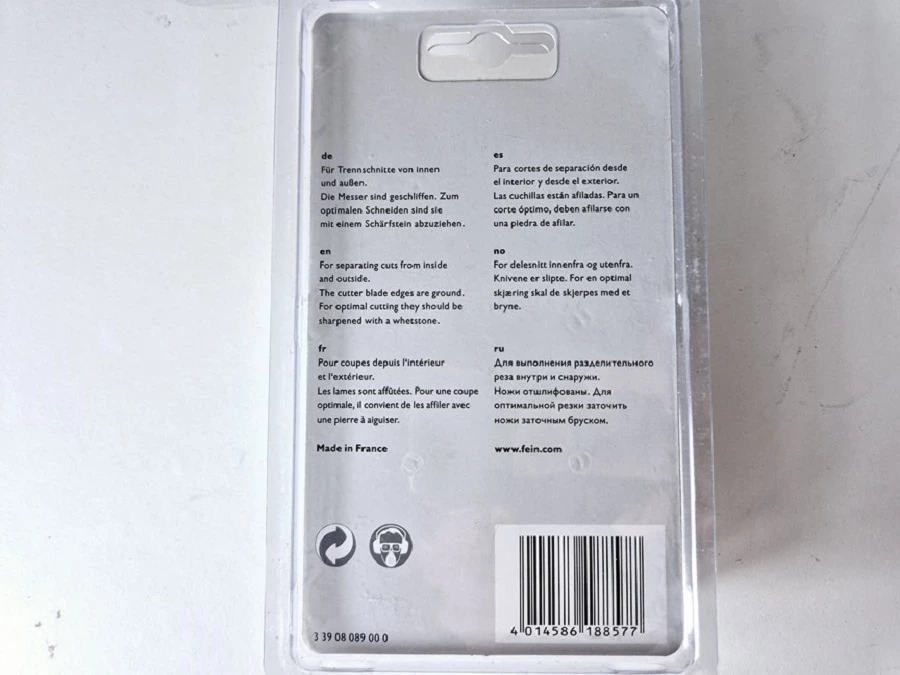 de
Für Trennschnitte von innen
und außen.
Die Messer sind geschliffen. Zum
optimalen Schneiden sind sie
mit einem Schärfstein abzuziehen.
en
For separating cuts from inside
and outside.
The cutter blade edges are ground.
For optimal cutting they should be
sharpened with a whetstone.
fr
Pour coupes depuis l'intérieur
et l'extérieur.
Les lames sont affûtées. Pour une coupe
optimale, il convient de les affiler avec
une pierre à aiguiser.
Made in France
es
Para cortes de separación desde
el interior y desde el exterior.
Las cuchillas están afiladas. Para un
corte óptimo, deben afilarse con
una piedra de afilar.
no
For delesnitt innenfra og utenfra.
Knivene er slipte. For en optimal
skjæring skal de skjerpes med et
bryne.
ru
Для выполнения разделительного
реза внутри и снаружи.
Ножи отшлифованы. Для
оптимальной резки заточить
ножи заточным бруском.
www.fein.com
3 39 08 089 00 0
4 014586 188577